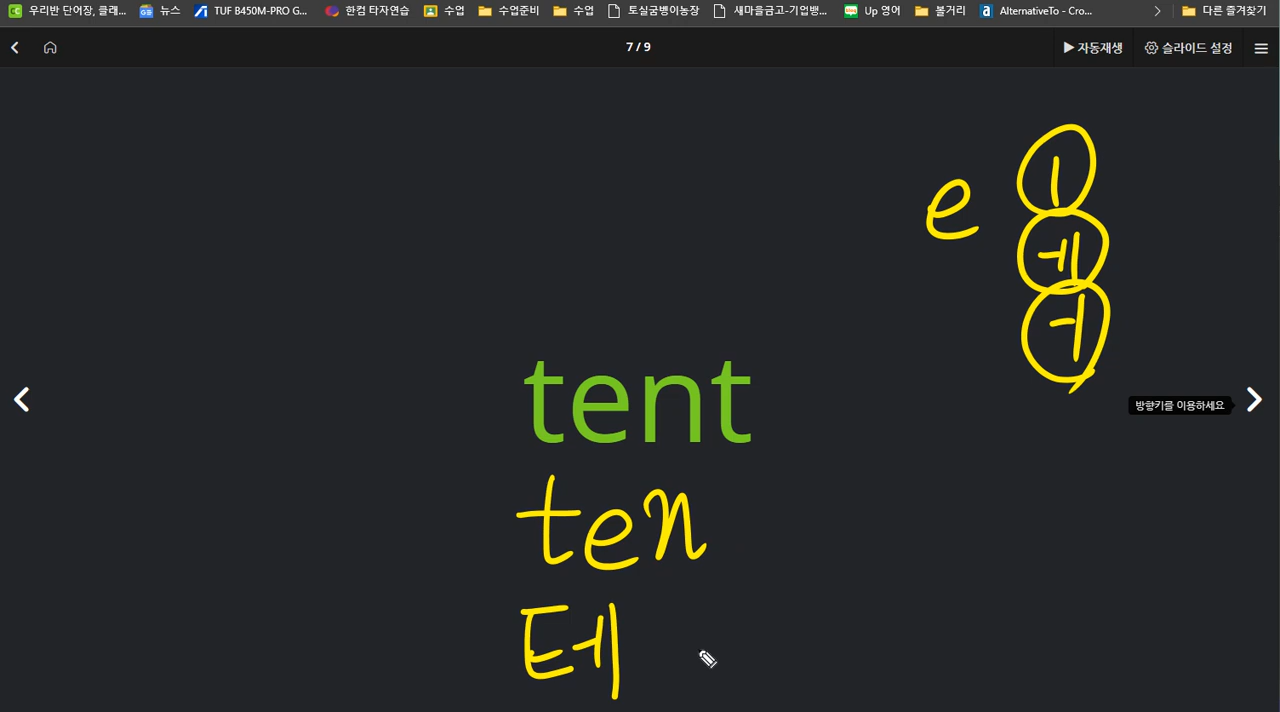 우리반 단어장, 클래... 뉴스 TUF B450M-PRO G... 한컴 타자연습 수업 수업준비 수업 토실굼벵이농장 새마을금고-기업뱅... Up 영어 볼거리 AlternativeTo - Cro... 다른 즐겨찾기
7 / 9 자동재생 슬라이드 설정
e ㅣ
ㅔ
ㅓ
tent
방향키를 이용하세요
ten
테